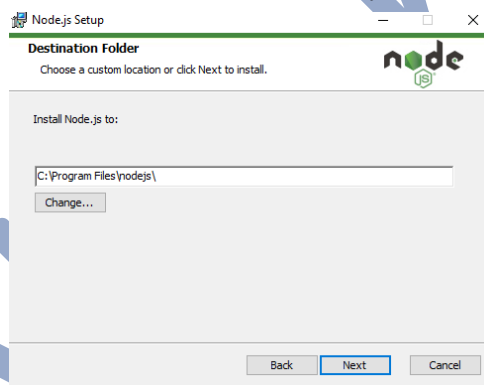 Node.js Setup
Destination Folder
Choose a custom location or click Next to install.
node
JS
Install Node.js to:
C:\Program Files\nodejs\
Change...
Back Next Cancel